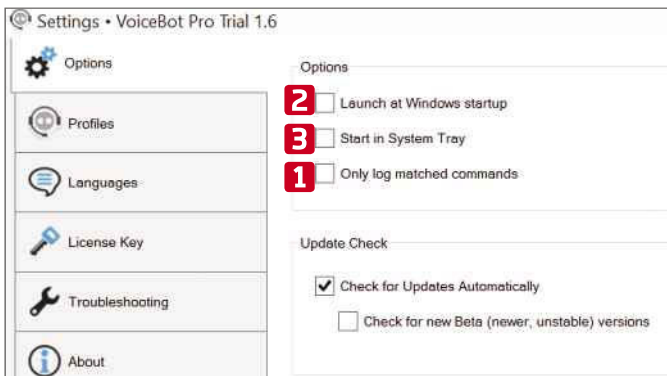 Settings • VoiceBot Pro Trial 1.6
Options
Profiles
Languages
License Key
Troubleshooting
About
Options
2 Launch at Windows startup
3 Start in System Tray
1 Only log matched commands
Update Check
Check for Updates Automatically
Check for new Beta (newer, unstable) versions